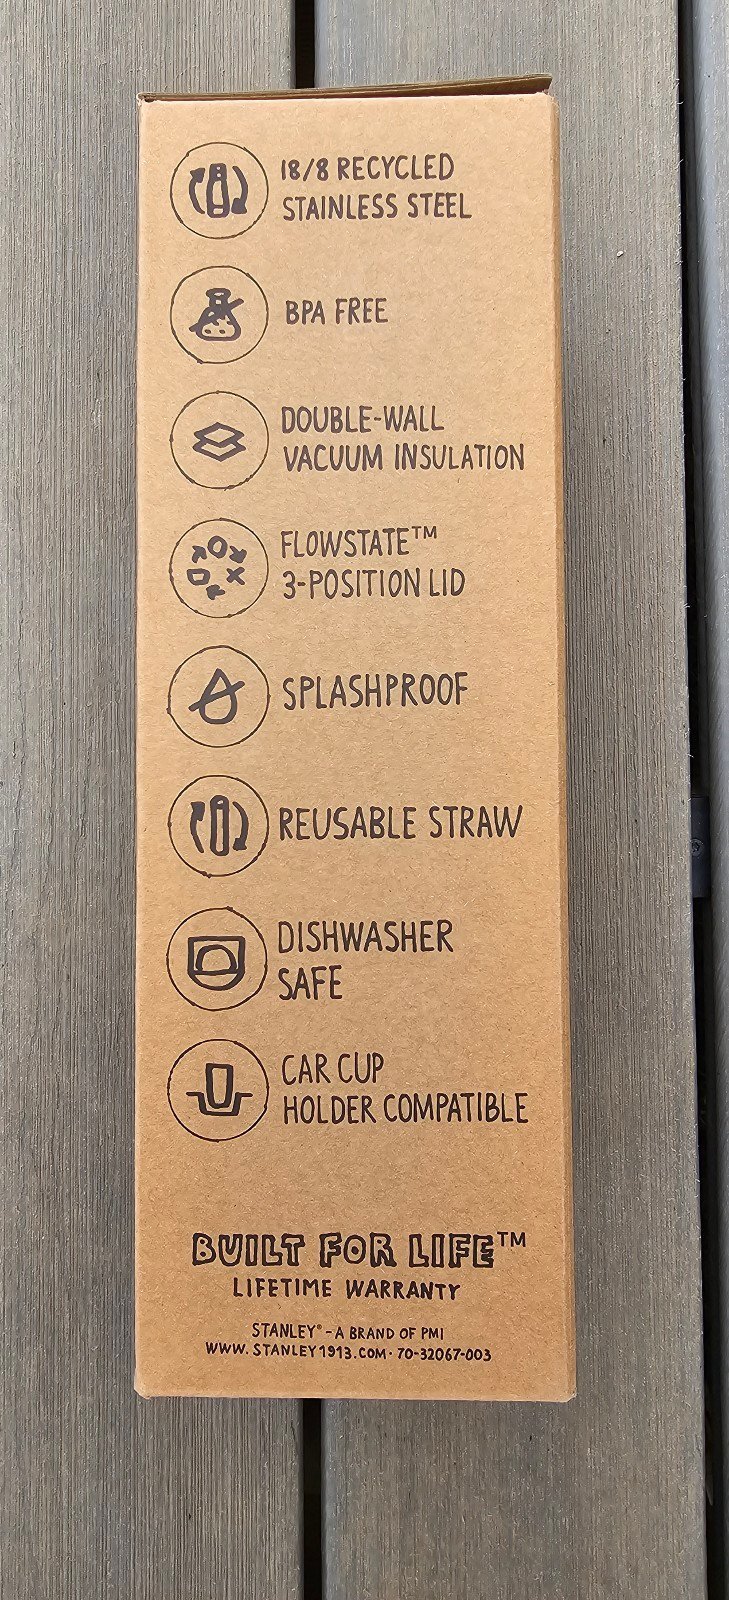 18/8 RECYCLED
STAINLESS STEEL
BPA FREE
DOUBLE-WALL
VACUUM INSULATION
FLOWSTATE™
3-POSITION LID
SPLASHPROOF
REUSABLE STRAW
DISHWASHER
SAFE
CAR CUP
HOLDER COMPATIBLE
BUILT FOR LIFE™
LIFETIME WARRANTY
STANLEY® - A BRAND OF PMI
WWW.STANLEY1913.COM · 70-32067-003